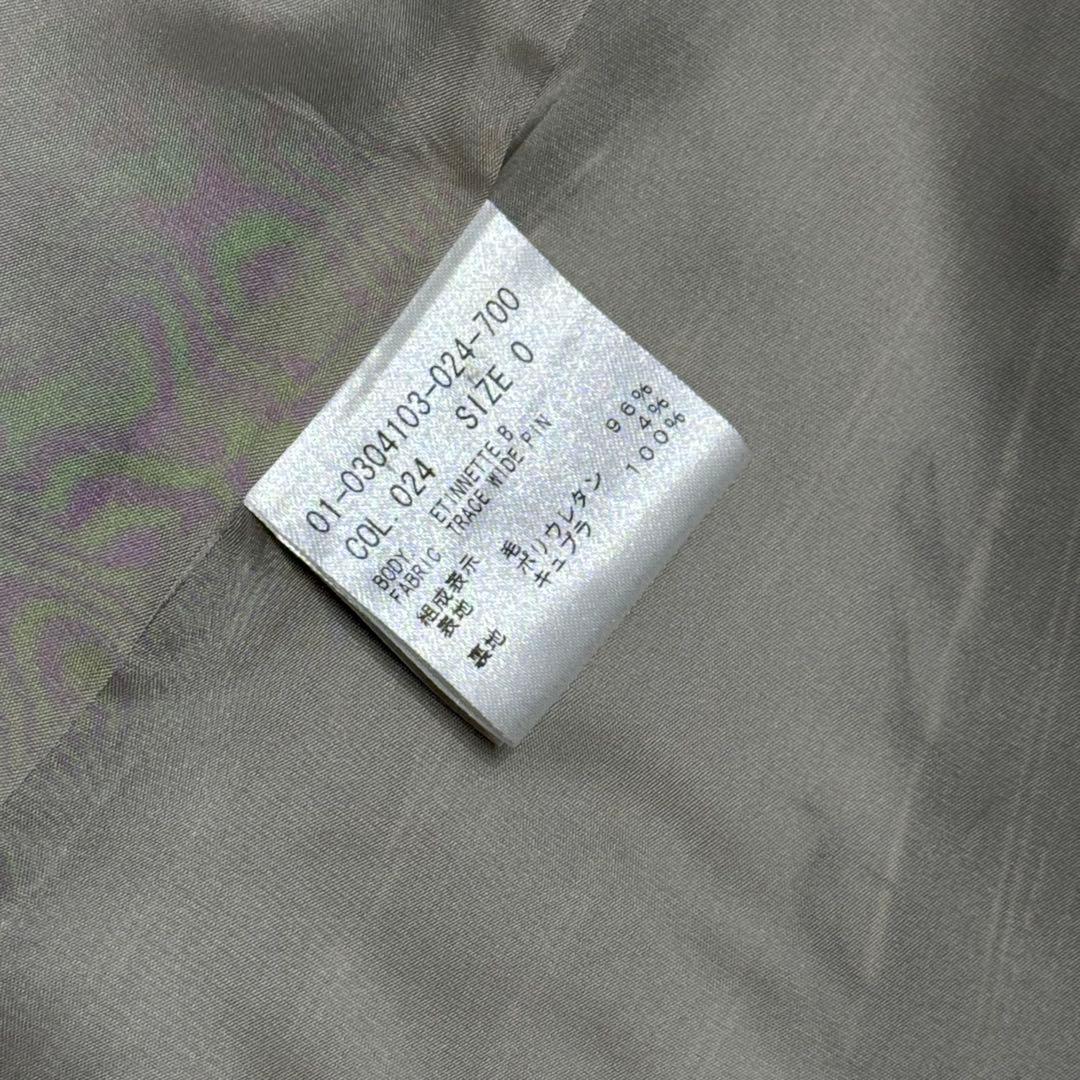 01-0304103-024-700
COL. 024 SIZE 0
BODY. ETINNETTE B
FABRIC TRACE WIDE PIN
組成表示
表地 毛 96%
ポリウレタン 4%
裏地 キュプラ 100%